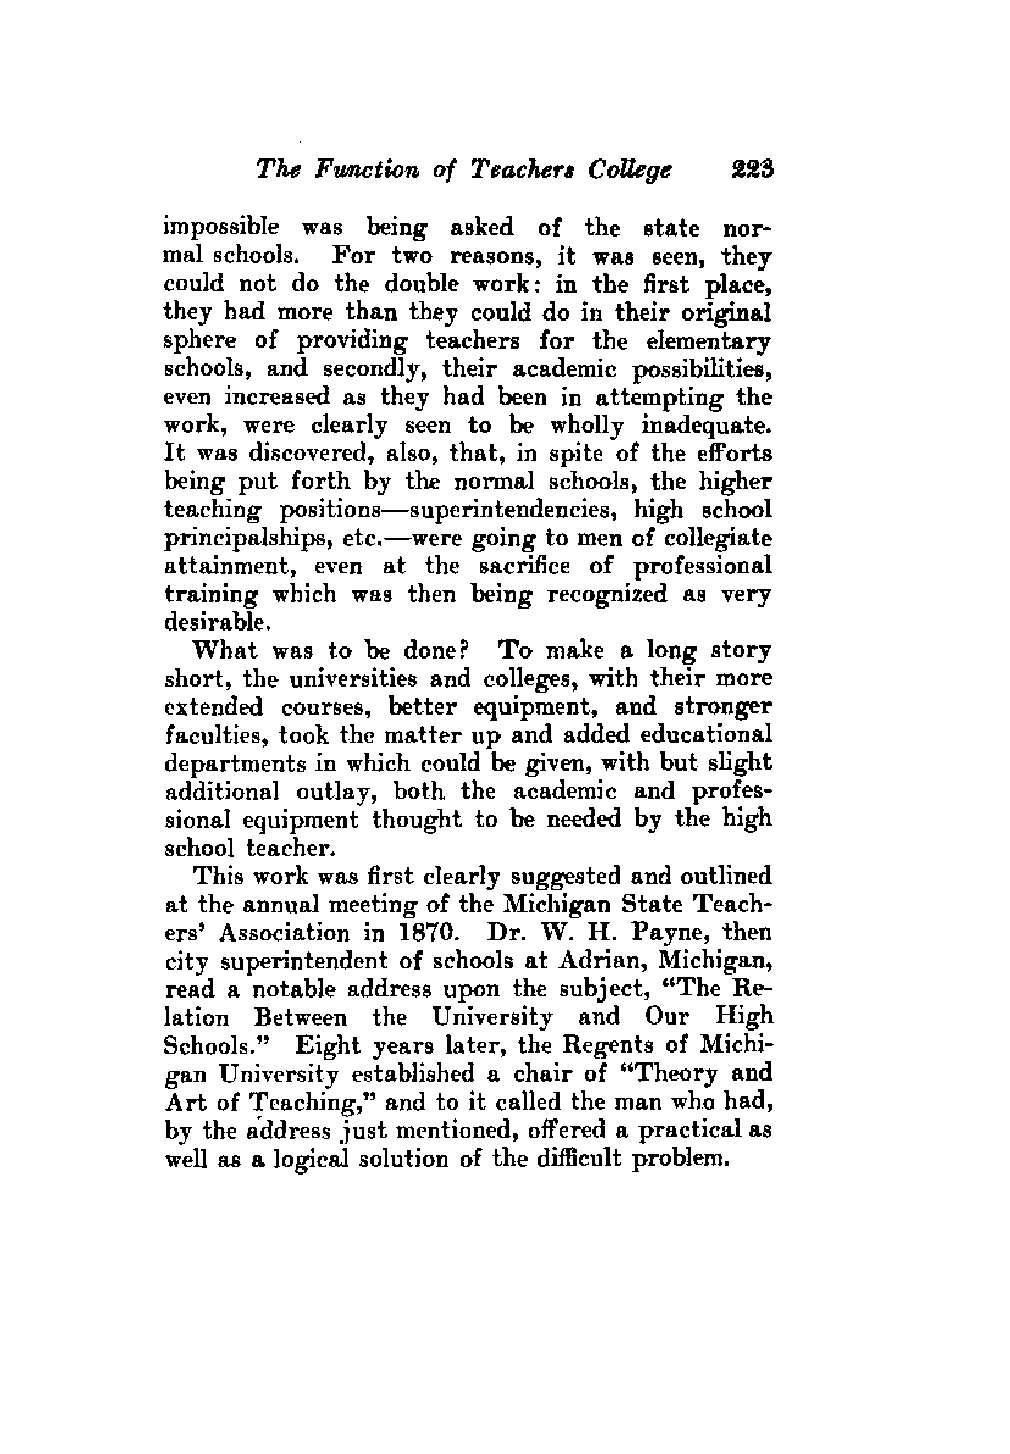 The Function of Teachers College 223
impossible was being asked of the state nor-
mal schools. For two reasons, it was seen, they
could not do the double work: in the first place,
they had more than they could do in their original
sphere of providing teachers for the elementary
schools, and secondly, their academic possibilities,
even increased as they had been in attempting the
work, were clearly seen to be wholly inadequate.
It was discovered, also, that, in spite of the efforts
being put forth by the normal schools, the higher
teaching positions—superintendencies, high school
principalships, etc.—were going to men of collegiate
attainment, even at the sacrifice of professional
training which was then being recognized as very
desirable.
What was to be done? To make a long story
short, the universities and colleges, with their more
extended courses, better equipment, and stronger
faculties, took the matter up and added educational
departments in which could be given, with but slight
additional outlay, both the academic and profes-
sional equipment thought to be needed by the high
school teacher.
This work was first clearly suggested and outlined
at the annual meeting of the Michigan State Teach-
ers' Association in 1870. Dr. W. H. Payne, then
city superintendent of schools at Adrian, Michigan,
read a notable address upon the subject, "The Re-
lation Between the University and Our High
Schools." Eight years later, the Regents of Michi-
gan University established a chair of "Theory and
Art of Teaching," and to it called the man who had,
by the address just mentioned, offered a practical as
well as a logical solution of the difficult problem.